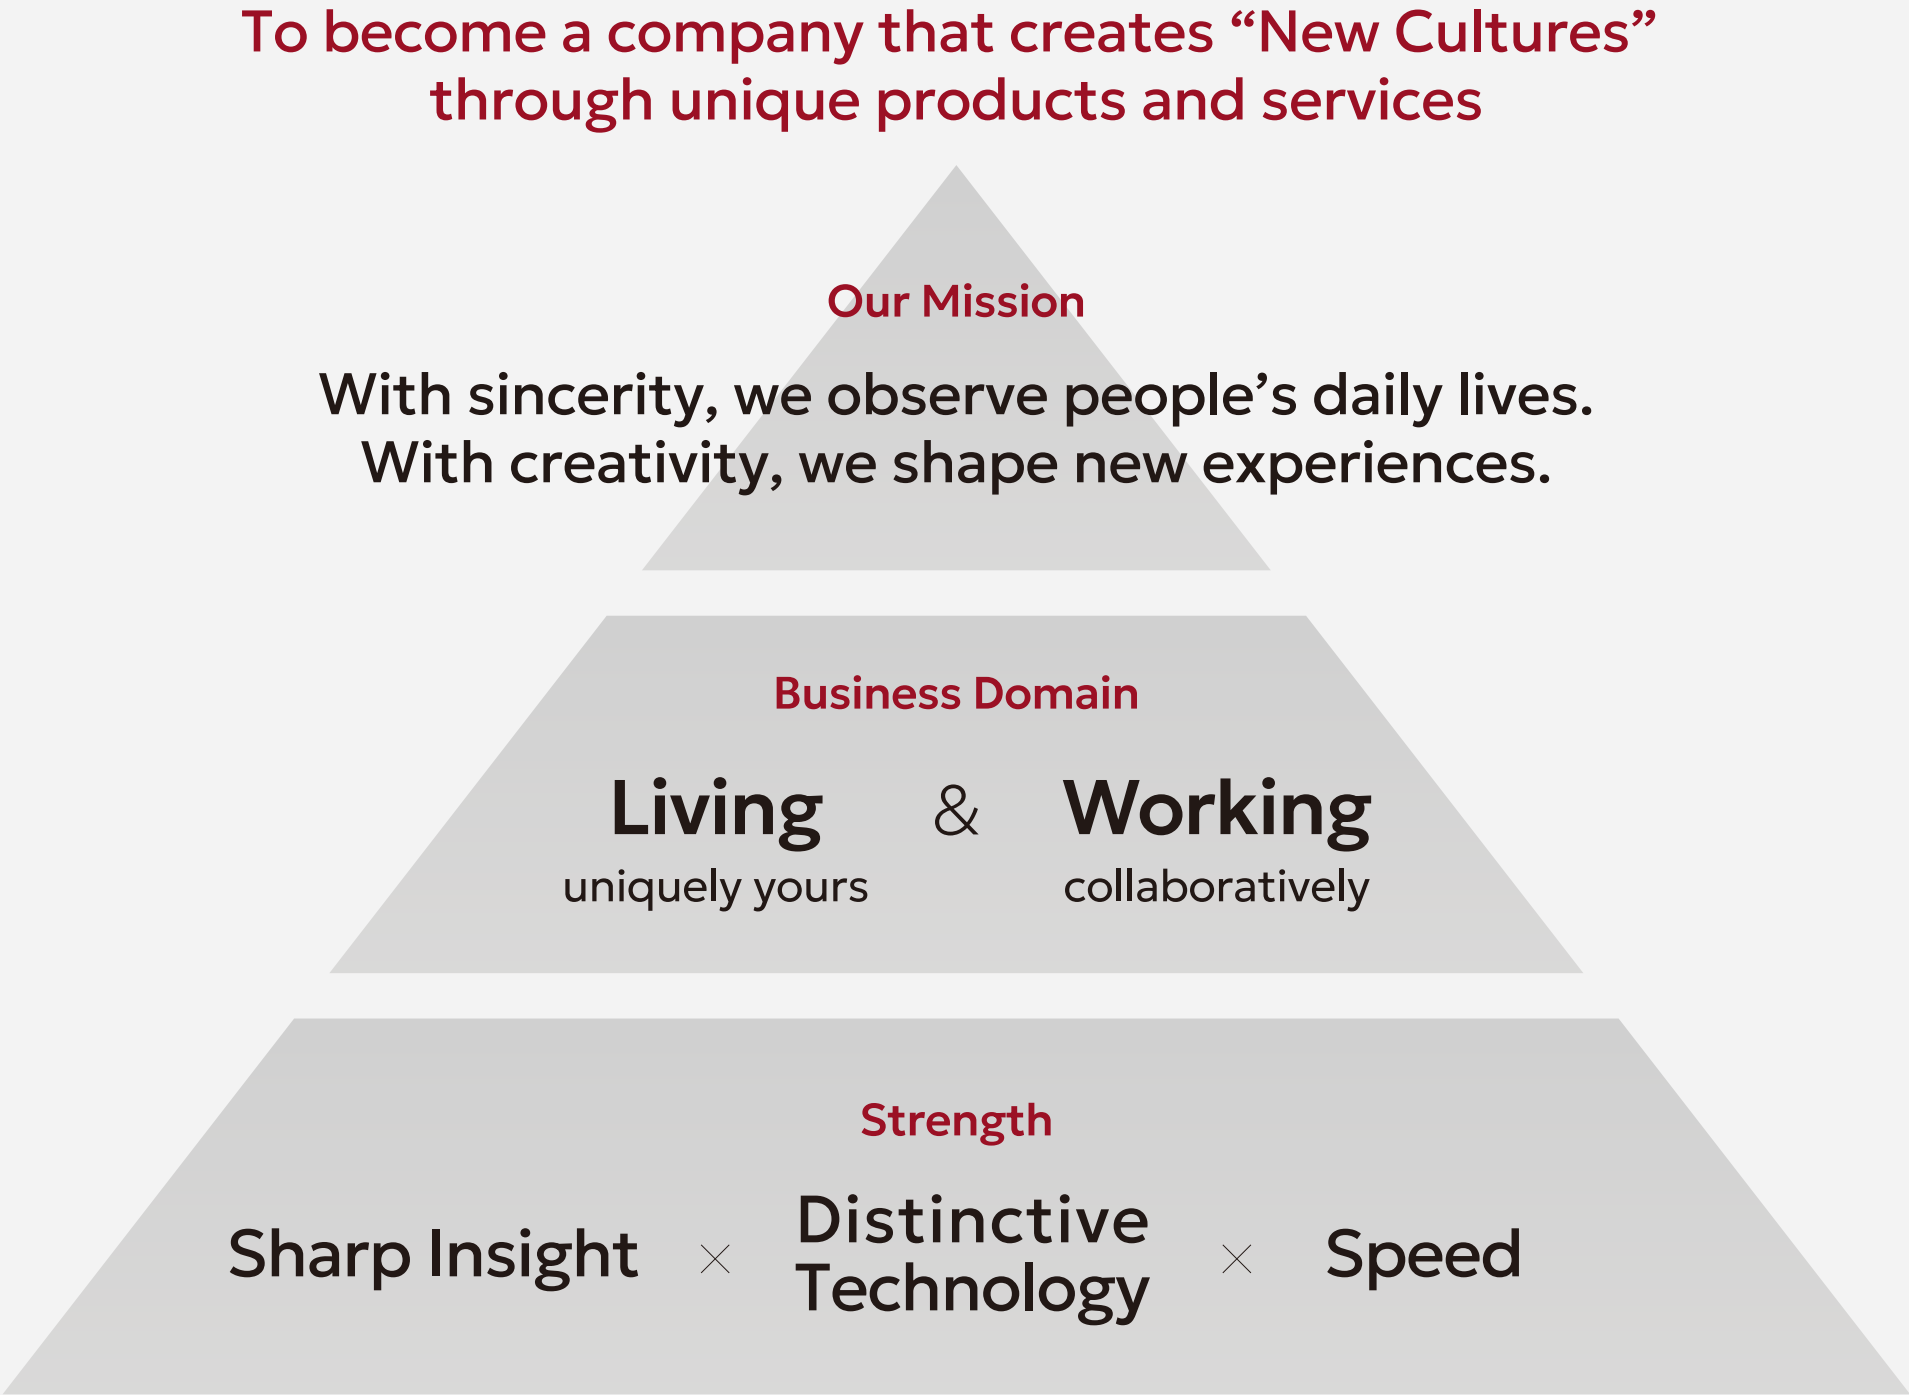 To become a company that creates “New Cultures”
through unique products and services
Our Mission
With sincerity, we observe people’s daily lives.
With creativity, we shape new experiences.
Business Domain
Living & Working
uniquely yours collaboratively
Strength
Sharp Insight × Distinctive Technology × Speed